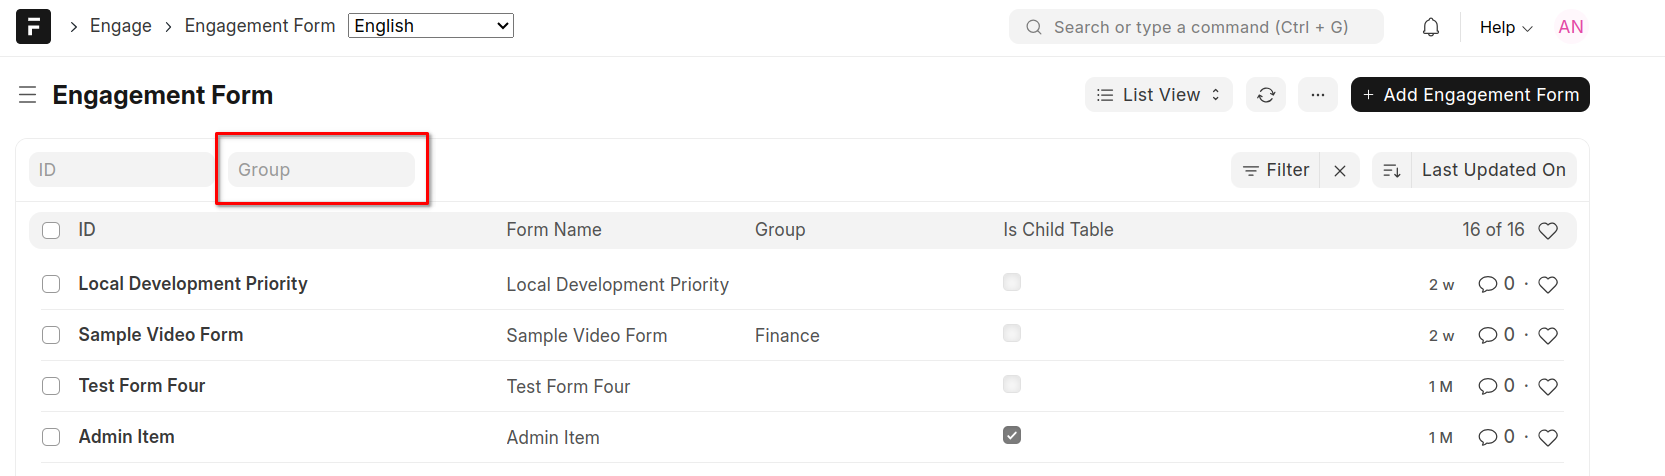 Engage Engagement Form English Search or type a command (Ctrl + G) Help AN
Engagement Form List View ... + Add Engagement Form
ID Group Filter Last Updated On
ID Form Name Group Is Child Table 16 of 16
Local Development Priority Local Development Priority 2 w 0
Sample Video Form Sample Video Form Finance 2 w 0
Test Form Four Test Form Four 1 M 0
Admin Item Admin Item 1 M 0